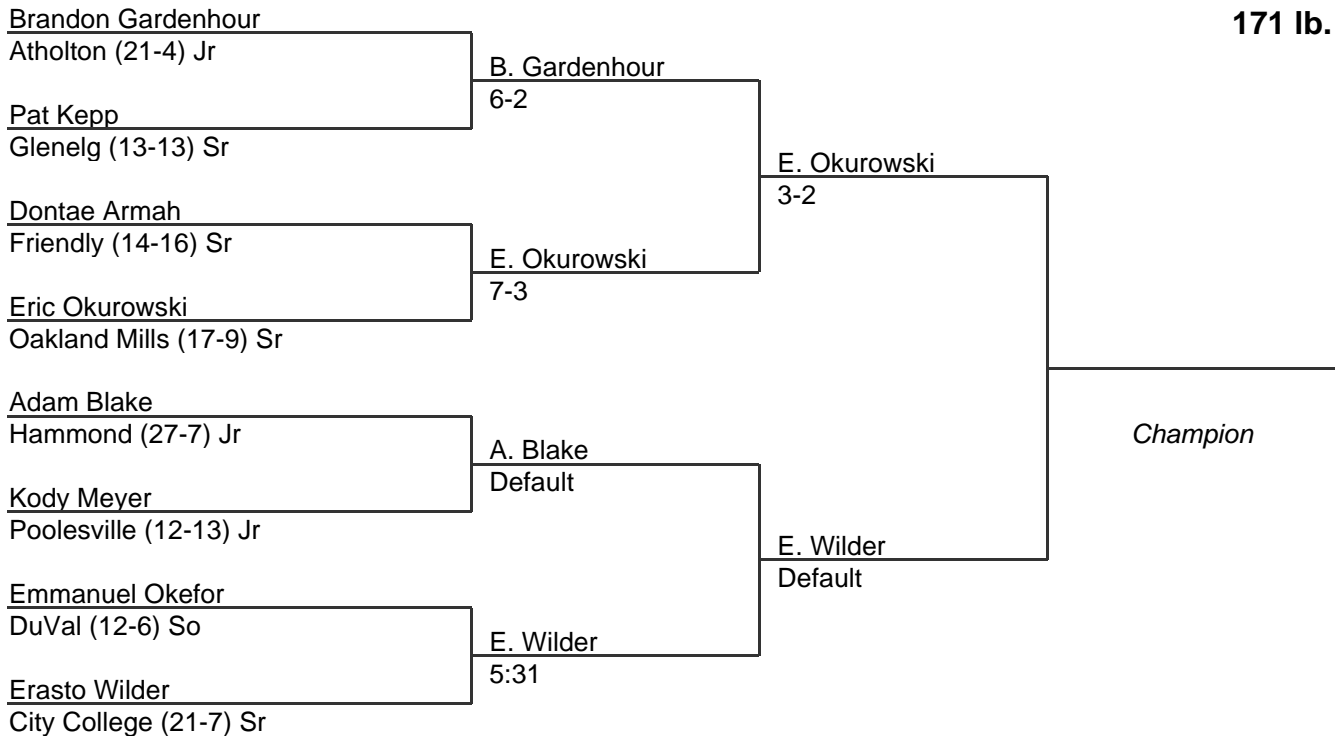 171 lb.
Brandon Gardenhour
Atholton (21-4) Jr
B. Gardenhour
6-2
Pat Kepp
Glenelg (13-13) Sr
E. Okurowski
3-2
Dontae Armah
Friendly (14-16) Sr
E. Okurowski
7-3
Eric Okurowski
Oakland Mills (17-9) Sr
Adam Blake
Hammond (27-7) Jr
Champion
A. Blake
Default
Kody Meyer
Poolesville (12-13) Jr
E. Wilder
Default
Emmanuel Okefor
DuVal (12-6) So
E. Wilder
5:31
Erasto Wilder
City College (21-7) Sr